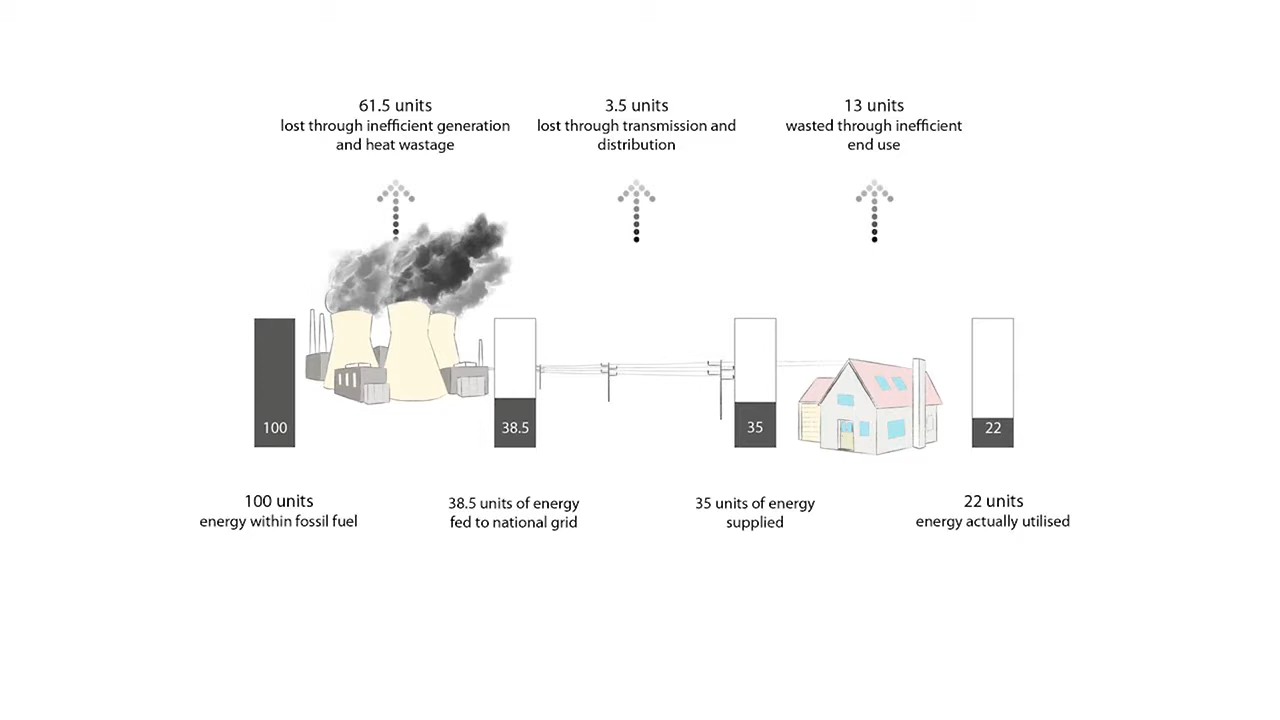 61.5 units
lost through inefficient generation
and heat wastage
3.5 units
lost through transmission and
distribution
13 units
wasted through inefficient
end use
100
38.5
35
22
100 units
energy within fossil fuel
38.5 units of energy
fed to national grid
35 units of energy
supplied
22 units
energy actually utilised